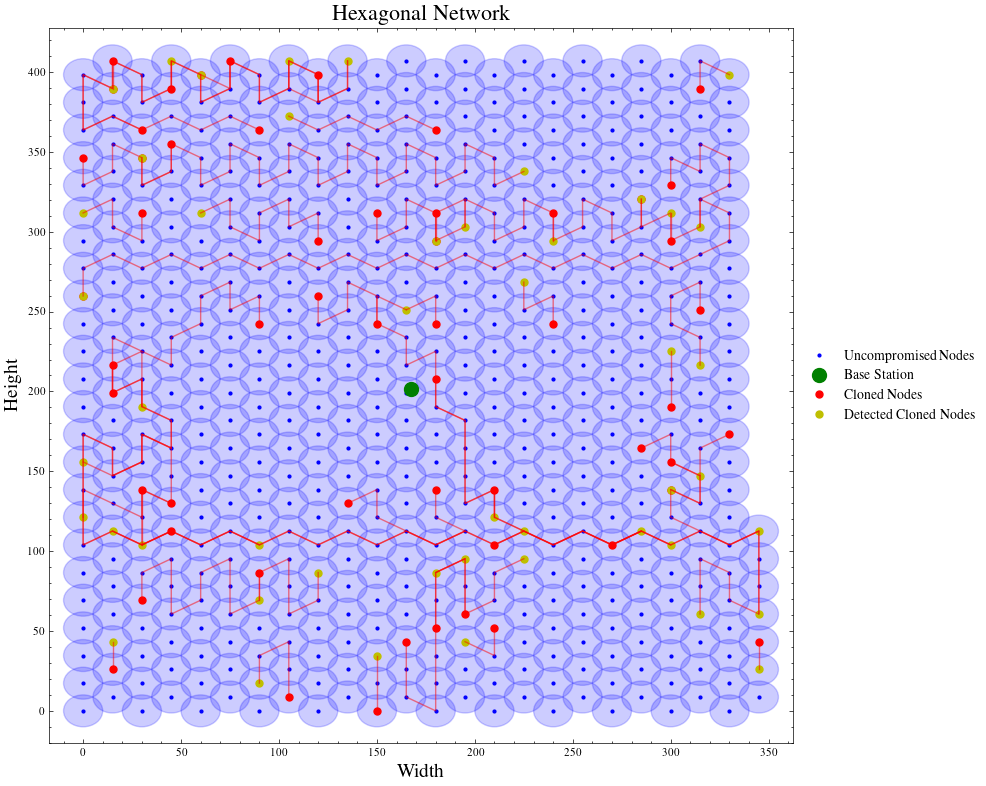 Hexagonal Network
400
350
300
250
200
150
100
50
0
Height
0 50 100 150 200 250 300 350
Width
Uncompromised Nodes
Base Station
Cloned Nodes
Detected Cloned Nodes